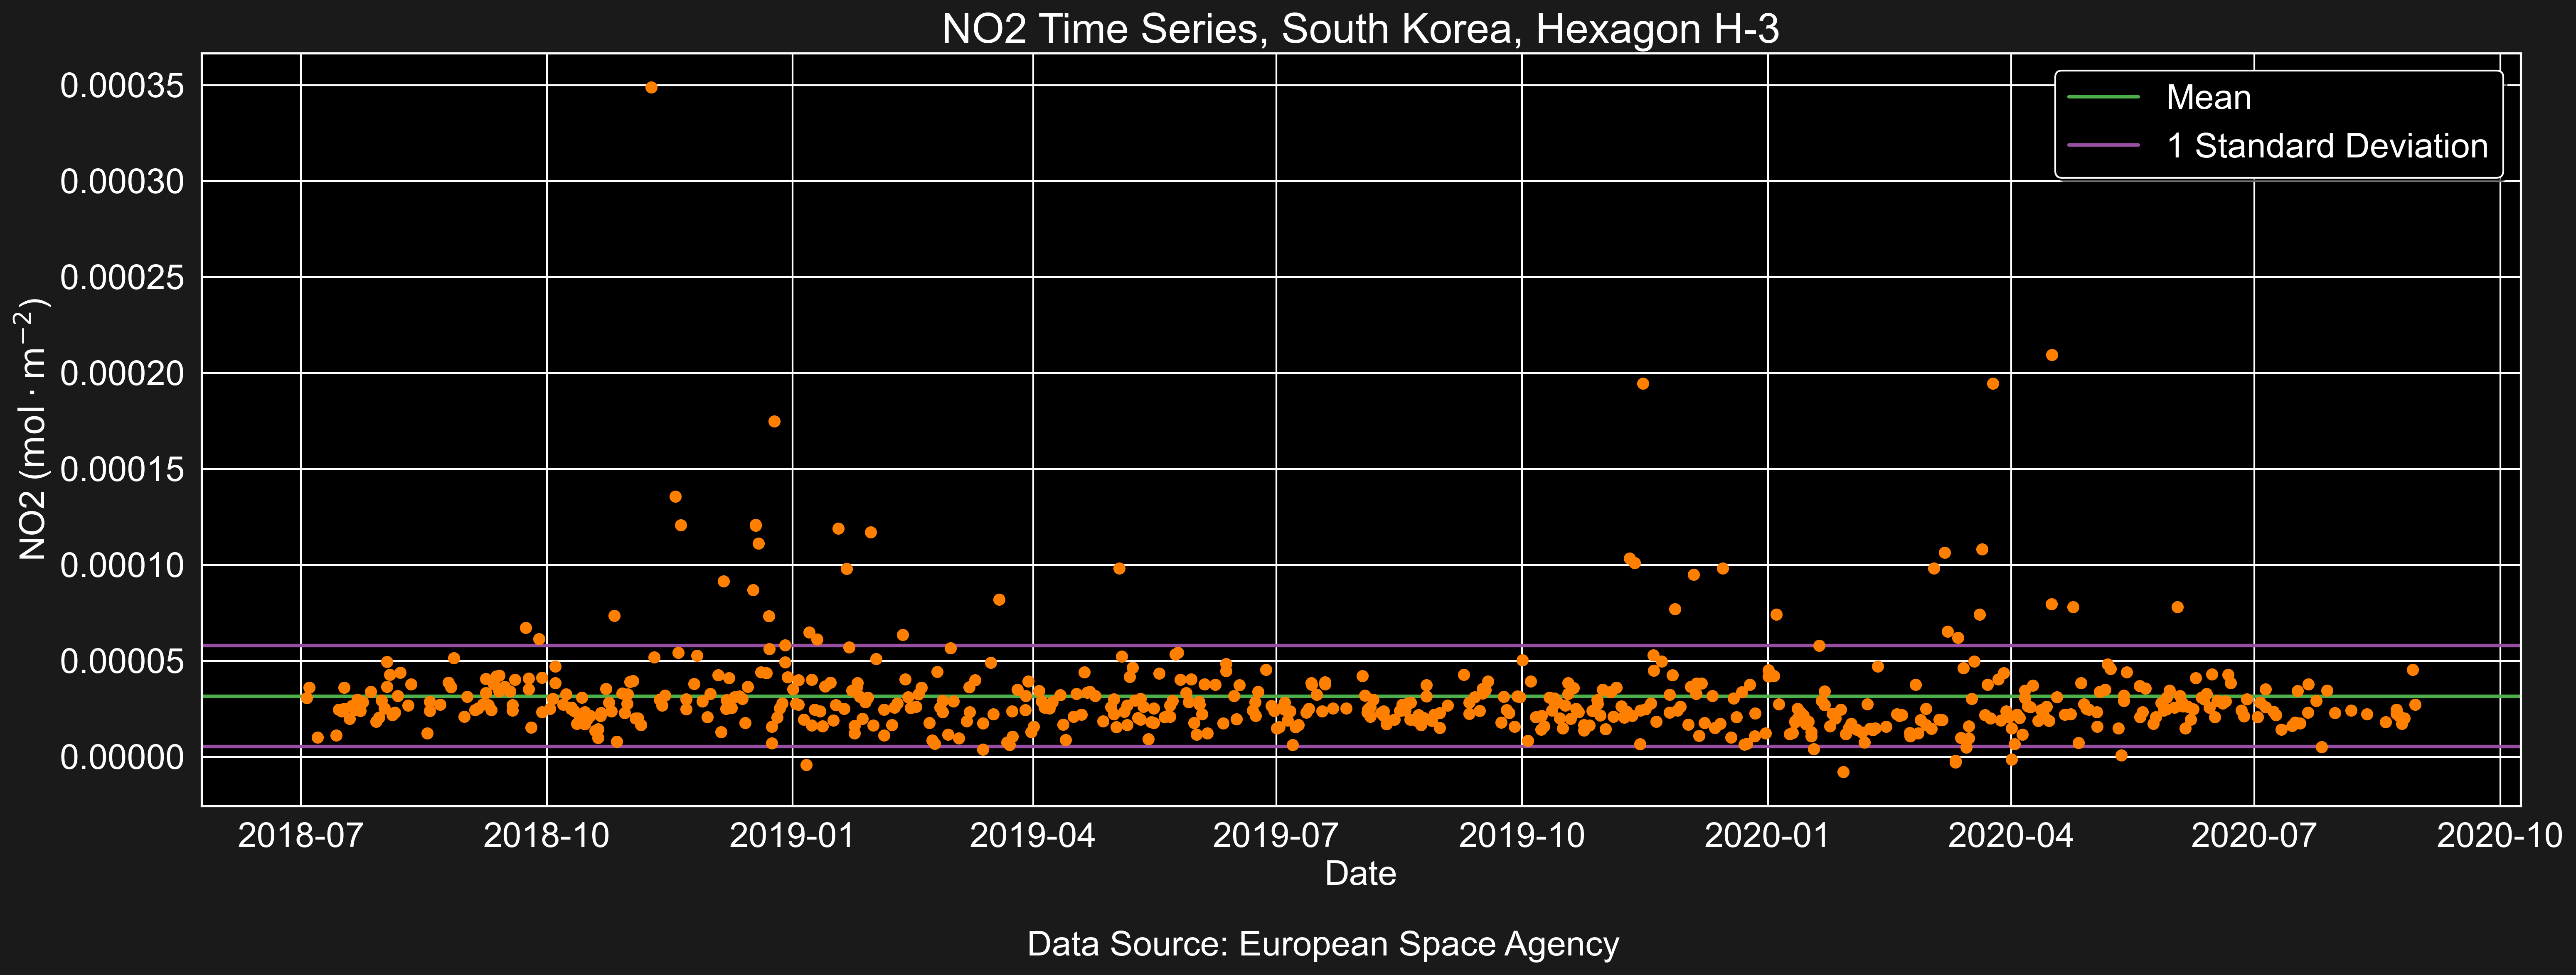 NO2 Time Series, South Korea, Hexagon H-3
Mean
1 Standard Deviation
NO2 (mol · m⁻²)
0.00035
0.00030
0.00025
0.00020
0.00015
0.00010
0.00005
0.00000
2018-07 2018-10 2019-01 2019-04 2019-07 2019-10 2020-01 2020-04 2020-07 2020-10
Date
Data Source: European Space Agency